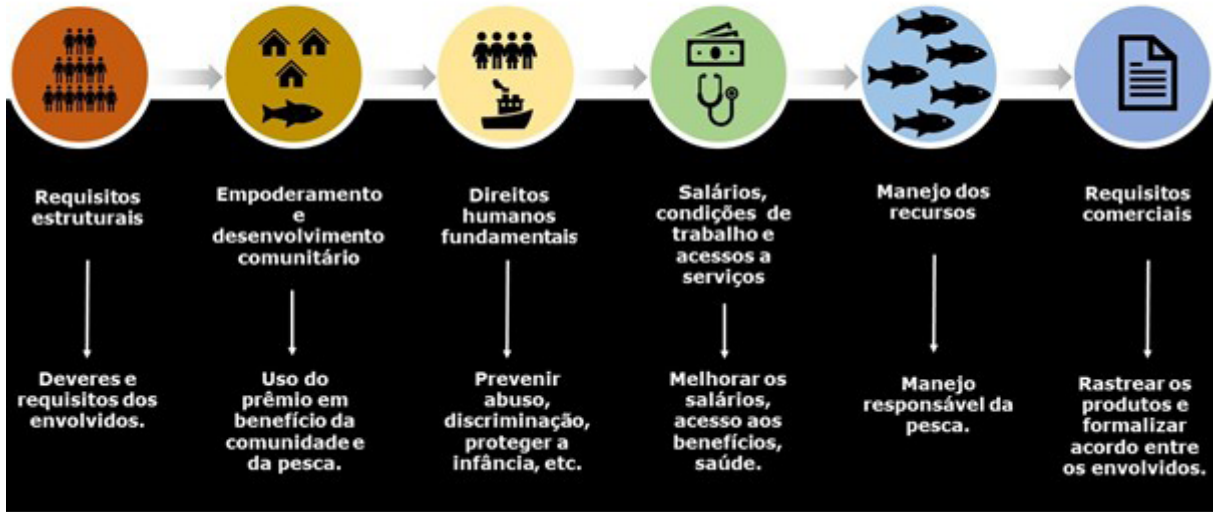 Requisitos
estruturais
Empoderamento
e
desenvolvimento
comunitário
Direitos
humanos
fundamentais
Salários,
condições de
trabalho e
acessos a
serviços
Manejo dos
recursos
Requisitos
comerciais
Deveres e
requisitos dos
envolvidos.
Uso do
prêmio em
benefício da
comunidade e
da pesca.
Prevenir
abuso,
discriminação,
proteger a
infância, etc.
Melhorar os
salários,
acesso aos
benefícios,
saúde.
Manejo
responsável da
pesca.
Rastrear os
produtos e
formalizar
acordo entre
os envolvidos.